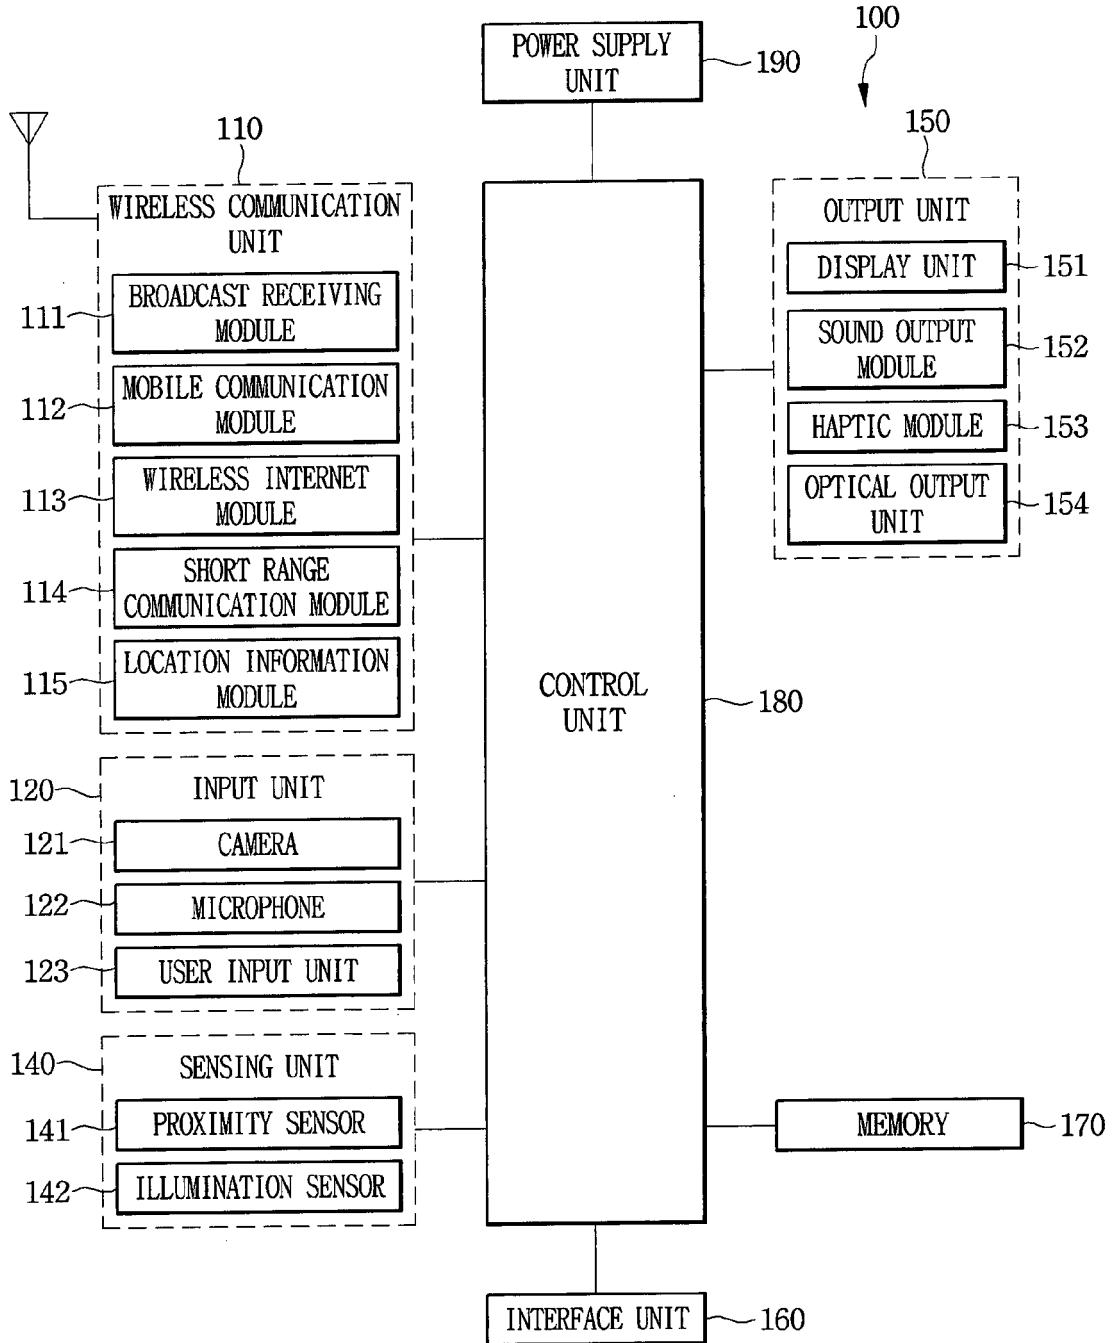 100
POWER SUPPLY
UNIT
190
110
WIRELESS COMMUNICATION
UNIT
111
BROADCAST RECEIVING
MODULE
112
MOBILE COMMUNICATION
MODULE
113
WIRELESS INTERNET
MODULE
114
SHORT RANGE
COMMUNICATION MODULE
115
LOCATION INFORMATION
MODULE
120
INPUT UNIT
121
CAMERA
122
MICROPHONE
123
USER INPUT UNIT
140
SENSING UNIT
141
PROXIMITY SENSOR
142
ILLUMINATION SENSOR
CONTROL
UNIT
180
150
OUTPUT UNIT
DISPLAY UNIT
151
SOUND OUTPUT
MODULE
152
HAPTIC MODULE
153
OPTICAL OUTPUT
UNIT
154
MEMORY
170
INTERFACE UNIT
160